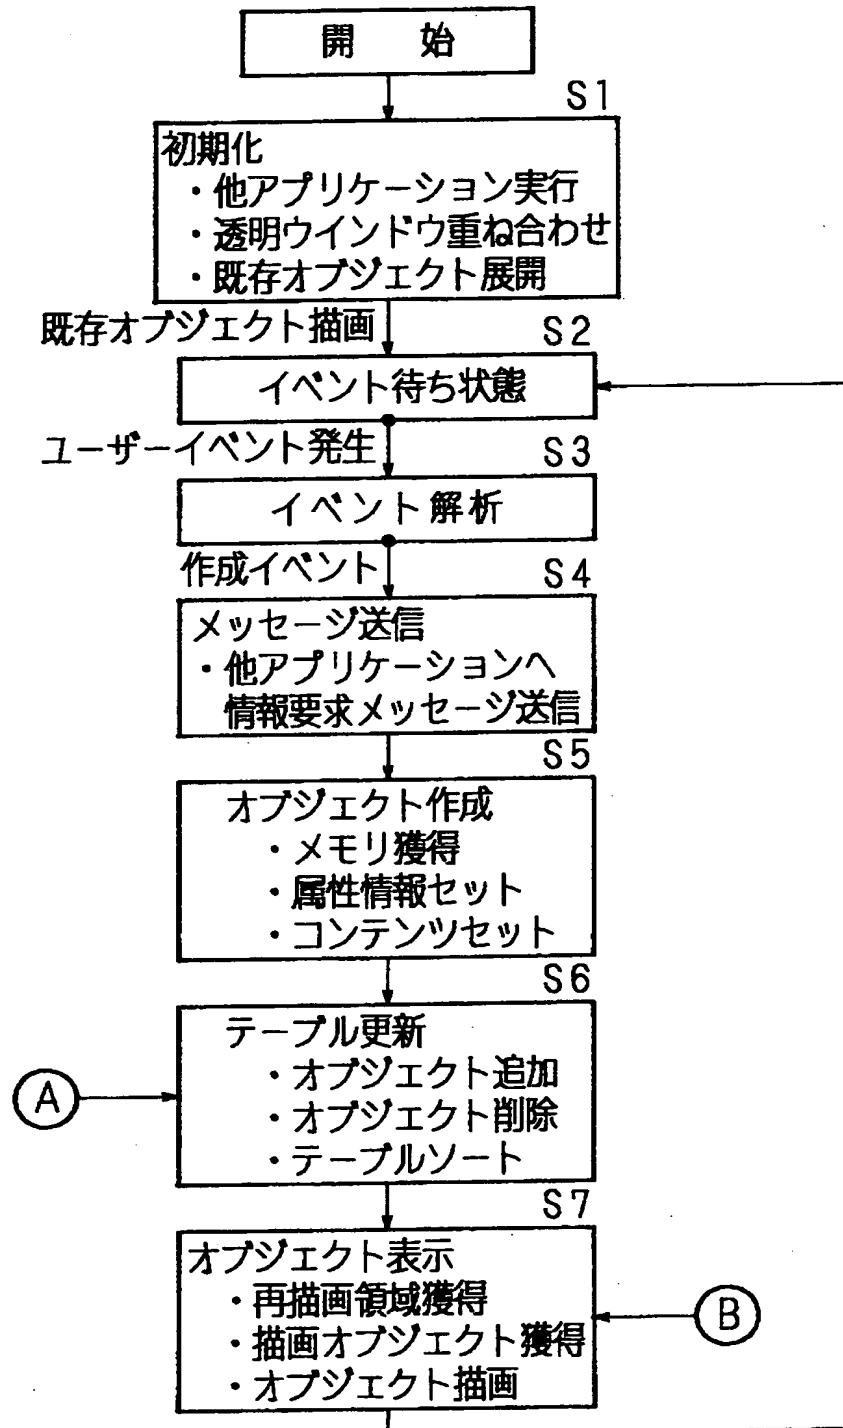 開 始
S1
初期化
・他アプリケーション実行
・透明ウインドウ重ね合わせ
・既存オブジェクト展開
既存オブジェクト描画
S2
イベント待ち状態
ユーザーイベント発生
S3
イベント解析
作成イベント
S4
メッセージ送信
・他アプリケーションへ
情報要求メッセージ送信
S5
オブジェクト作成
・メモリ獲得
・属性情報セット
・コンテンツセット
S6
テーブル更新
・オブジェクト追加
・オブジェクト削除
・テーブルソート
A
S7
オブジェクト表示
・再描画領域獲得
・描画オブジェクト獲得
・オブジェクト描画
B